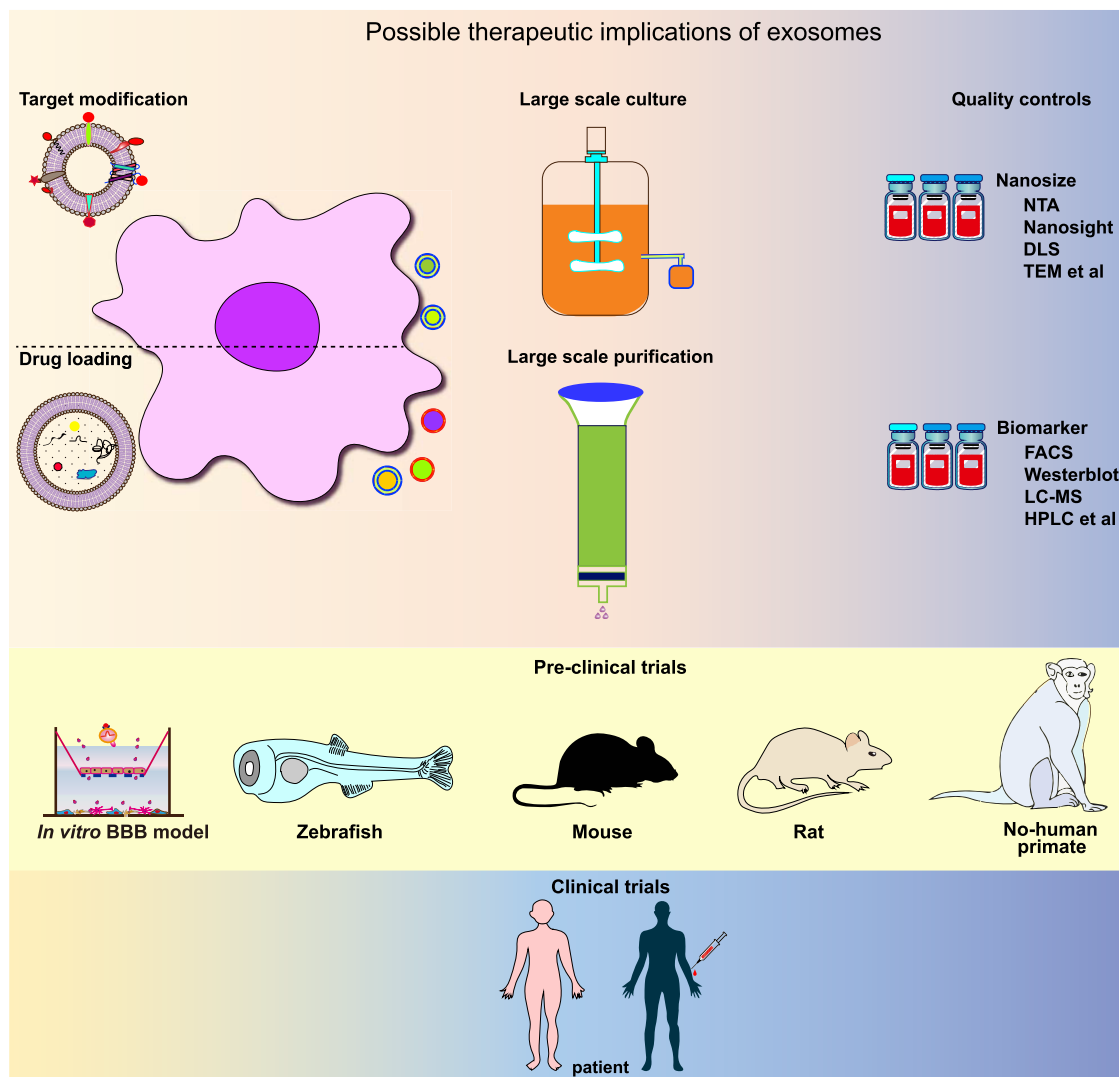 Possible therapeutic implications of exosomes
Target modification
Large scale culture
Quality controls
Nanosize
NTA
Nanosight
DLS
TEM et al
Drug loading
Large scale purification
Biomarker
FACS
Westerblot
LC-MS
HPLC et al
Pre-clinical trials
In vitro BBB model
Zebrafish
Mouse
Rat
No-human
primate
Clinical trials
patient